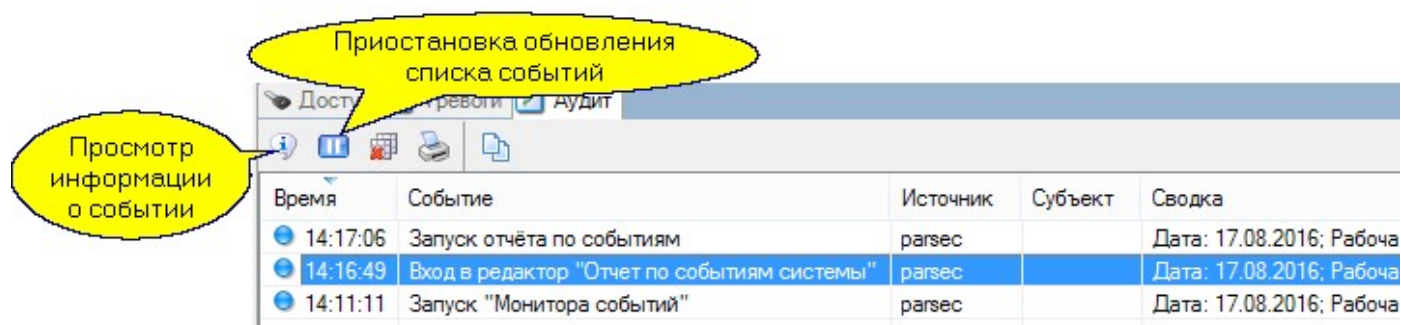 Приостановка обновления
списка событий
Аудит
Просмотр
информации
о событии
Время Событие Источник Субъект Сводка
14:17:06 Запуск отчёта по событиям parsec Дата: 17.08.2016; Рабоча
14:16:49 Вход в редактор "Отчет по событиям системы" parsec Дата: 17.08.2016; Рабоча
14:11:11 Запуск "Монитора событий" parsec Дата: 17.08.2016; Рабоча